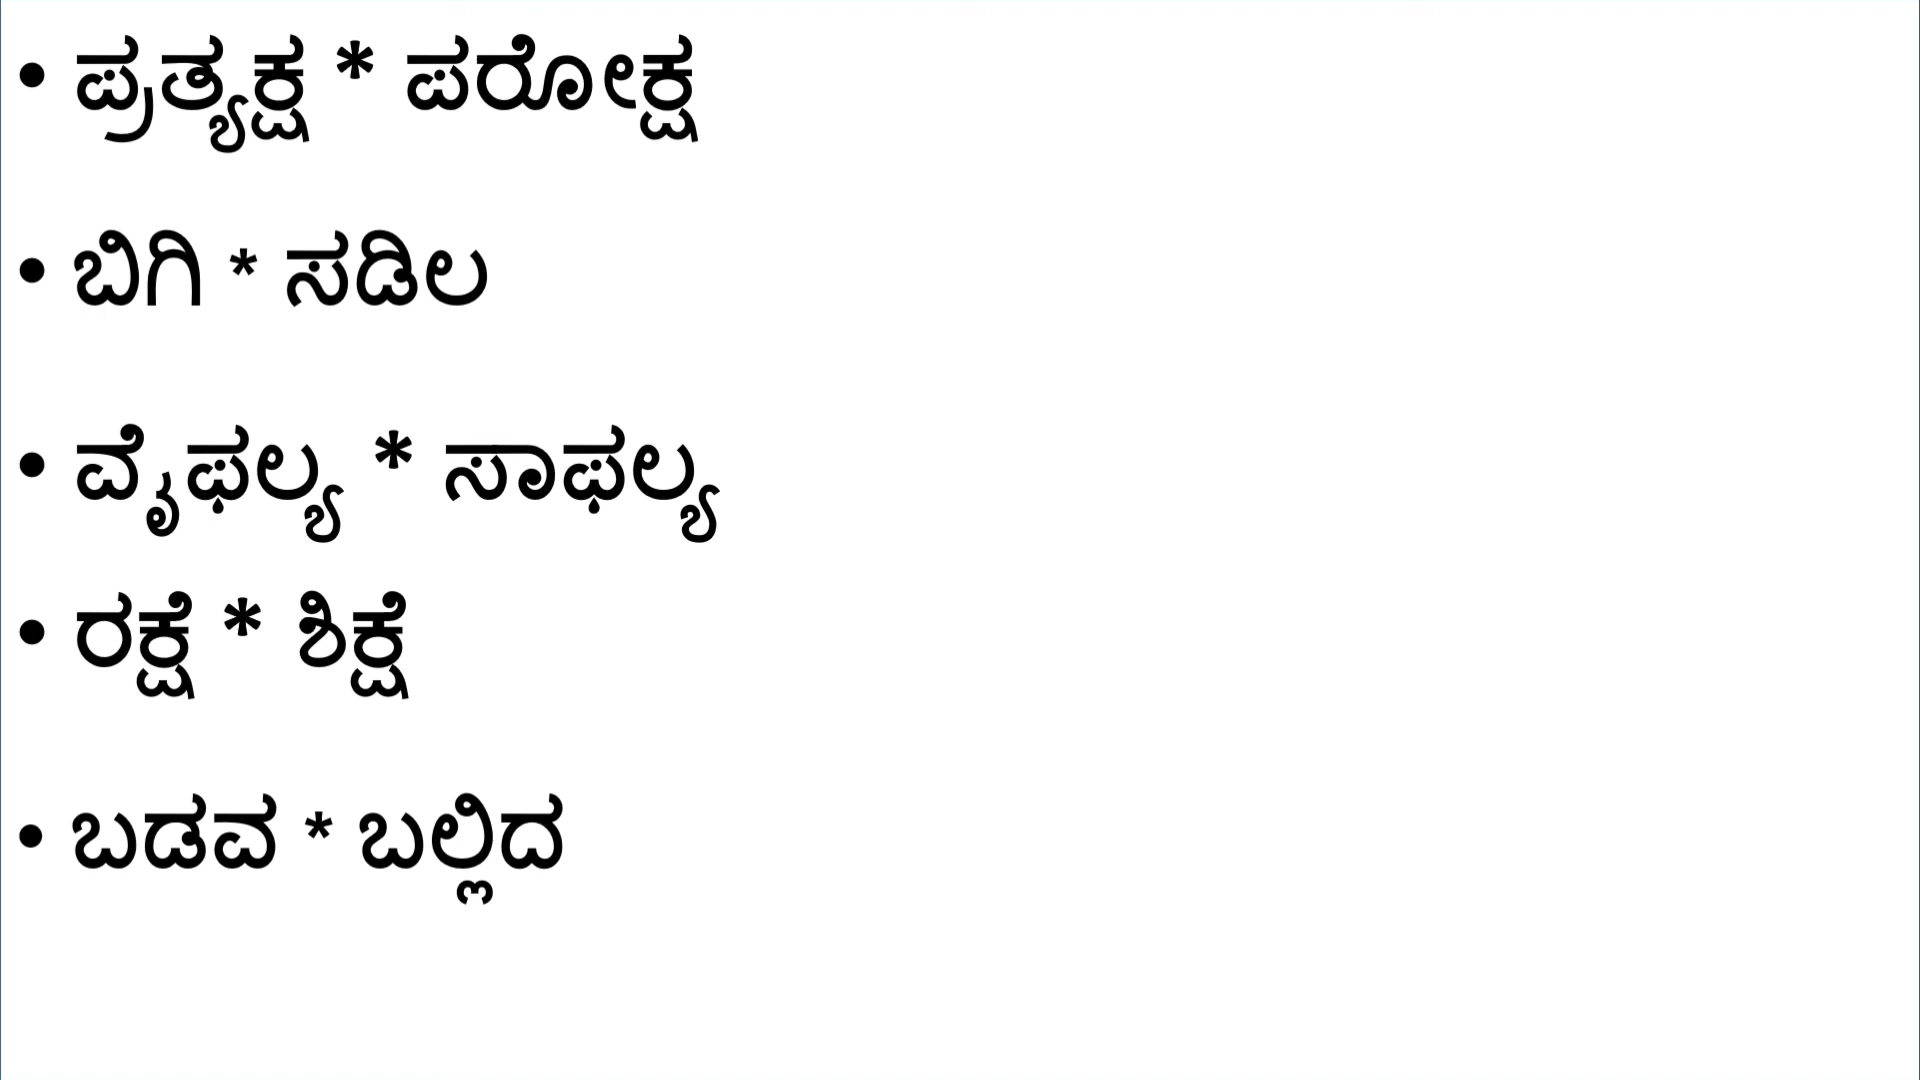 • ಪ್ರತ್ಯಕ್ಷ * ಪರೋಕ್ಷ
• ಬಿಗಿ * ಸಡಿಲ
• ವೈಫಲ್ಯ * ಸಾಫಲ್ಯ
• ರಕ್ಷೆ * ಶಿಕ್ಷೆ
• ಬಡವ * ಬಲ್ಲಿದ